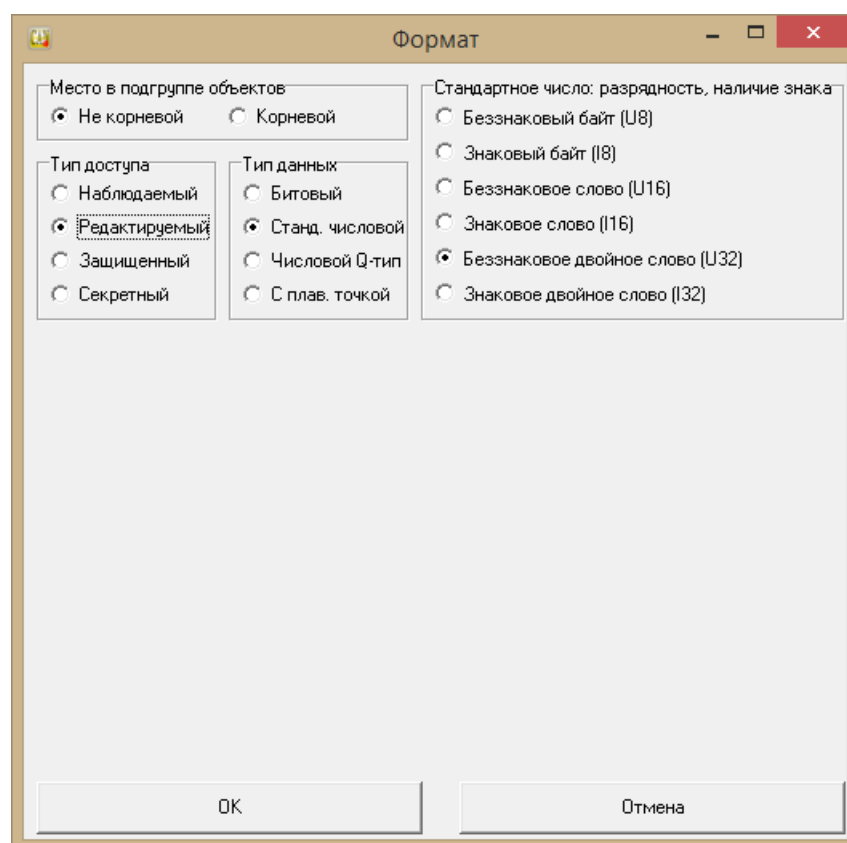 Формат
Место в подгруппе объектов
Не корневой
Корневой
Тип доступа
Наблюдаемый
Редактируемый
Защищенный
Секретный
Тип данных
Битовый
Станд. числовой
Числовой Q-тип
С плав. точкой
Стандартное число: разрядность, наличие знака
Беззнаковый байт (U8)
Знаковый байт (I8)
Беззнаковое слово (U16)
Знаковое слово (I16)
Беззнаковое двойное слово (U32)
Знаковое двойное слово (I32)
OK
Отмена